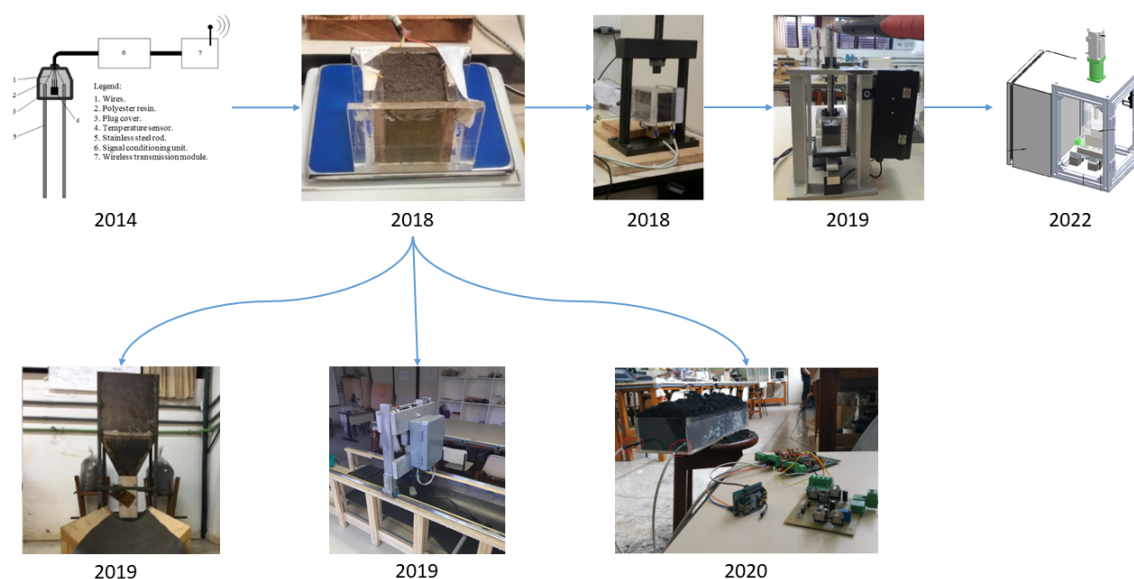 6
7
1
2
3
4
5
Legend:
1. Wires.
2. Polyester resin.
3. Plug cover.
4. Temperature sensor.
5. Stainless steel rod.
6. Signal conditioning unit.
7. Wireless transmission module.
2014
2018
2018
2019
2022
2019
2019
2020